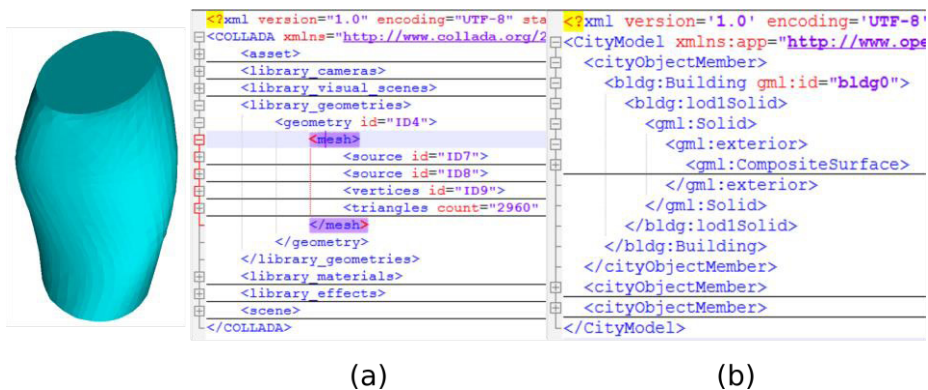 <?xml version="1.0" encoding="UTF-8" sta
<COLLADA xmlns="http://www.collada.org/2
<asset>
<library_cameras>
<library_visual_scenes>
<library_geometries>
<geometry id="ID4">
<mesh>
<source id="ID7">
<source id="ID8">
<vertices id="ID9">
<triangles count="2960"
</mesh>
</geometry>
</library_geometries>
<library_materials>
<library_effects>
<scene>
</COLLADA>
(a)
<?xml version='1.0' encoding='UTF-8'
<CityModel xmlns:app="http://www.ope
<cityObjectMember>
<bldg:Building gml:id="bldg0">
<bldg:lod1Solid>
<gml:Solid>
<gml:exterior>
<gml:CompositeSurface>
</gml:exterior>
</gml:Solid>
</bldg:lod1Solid>
</bldg:Building>
</cityObjectMember>
<cityObjectMember>
<cityObjectMember>
</CityModel>
(b)